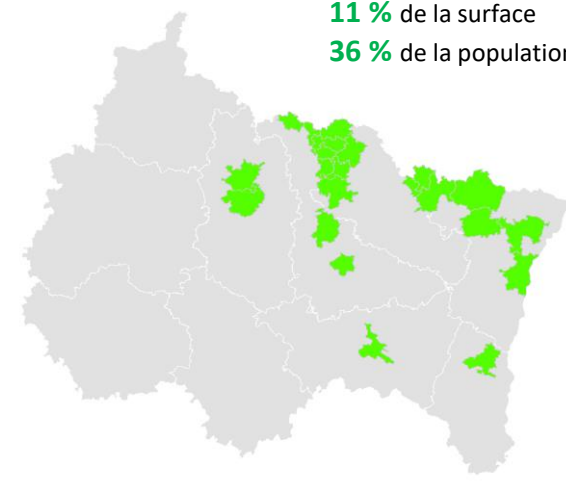 11 % de la surface
36 % de la population